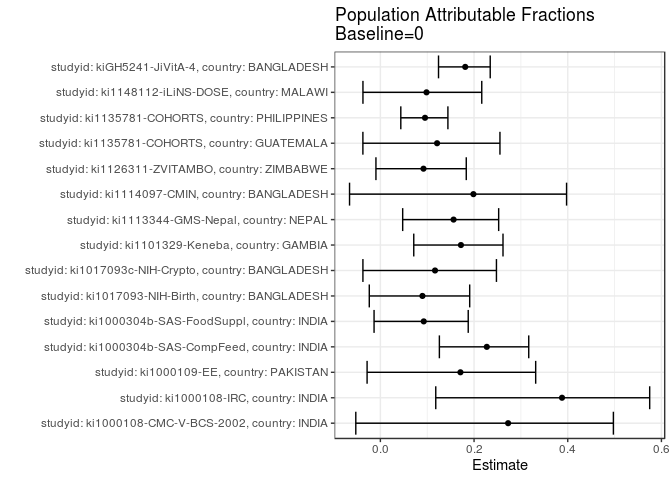 Population Attributable Fractions
Baseline=0
studyid: kiGH5241-JiVitA-4, country: BANGLADESH
studyid: ki1148112-iLiNS-DOSE, country: MALAWI
studyid: ki1135781-COHORTS, country: PHILIPPINES
studyid: ki1135781-COHORTS, country: GUATEMALA
studyid: ki1126311-ZVITAMBO, country: ZIMBABWE
studyid: ki1114097-CMIN, country: BANGLADESH
studyid: ki1113344-GMS-Nepal, country: NEPAL
studyid: ki1101329-Keneba, country: GAMBIA
studyid: ki1017093c-NIH-Crypto, country: BANGLADESH
studyid: ki1017093-NIH-Birth, country: BANGLADESH
studyid: ki1000304b-SAS-FoodSuppl, country: INDIA
studyid: ki1000304b-SAS-CompFeed, country: INDIA
studyid: ki1000109-EE, country: PAKISTAN
studyid: ki1000108-IRC, country: INDIA
studyid: ki1000108-CMC-V-BCS-2002, country: INDIA
0.0 0.2 0.4 0.6
Estimate